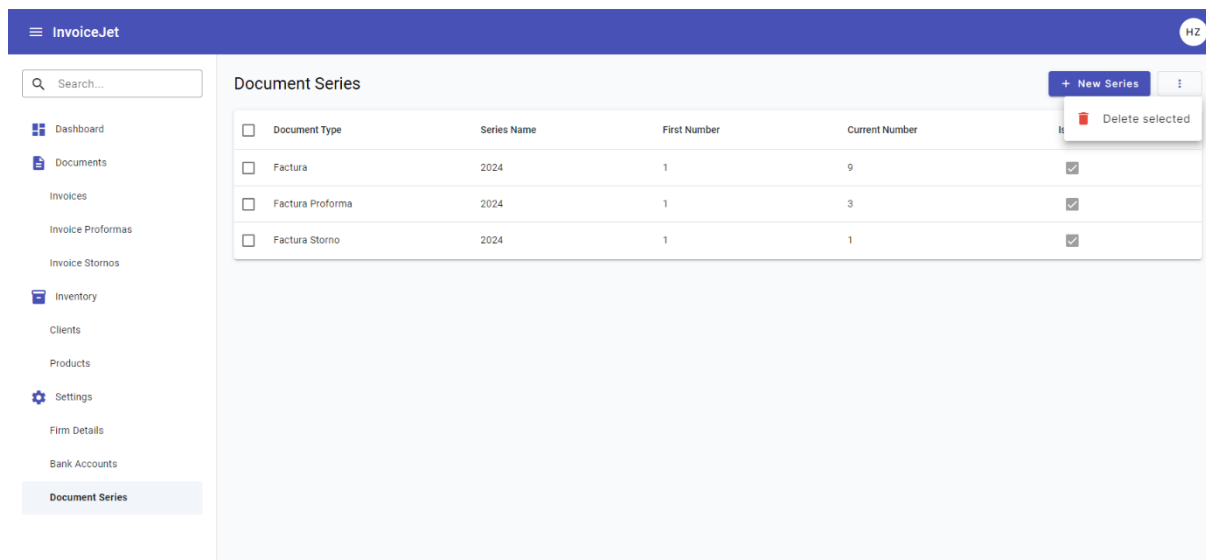 InvoiceJet
HZ
Search...
Dashboard
Documents
Invoices
Invoice Proformas
Invoice Stornos
Inventory
Clients
Products
Settings
Firm Details
Bank Accounts
Document Series
Document Series
+ New Series
Delete selected
Document Type Series Name First Number Current Number
Factura 2024 1 9
Factura Proforma 2024 1 3
Factura Storno 2024 1 1